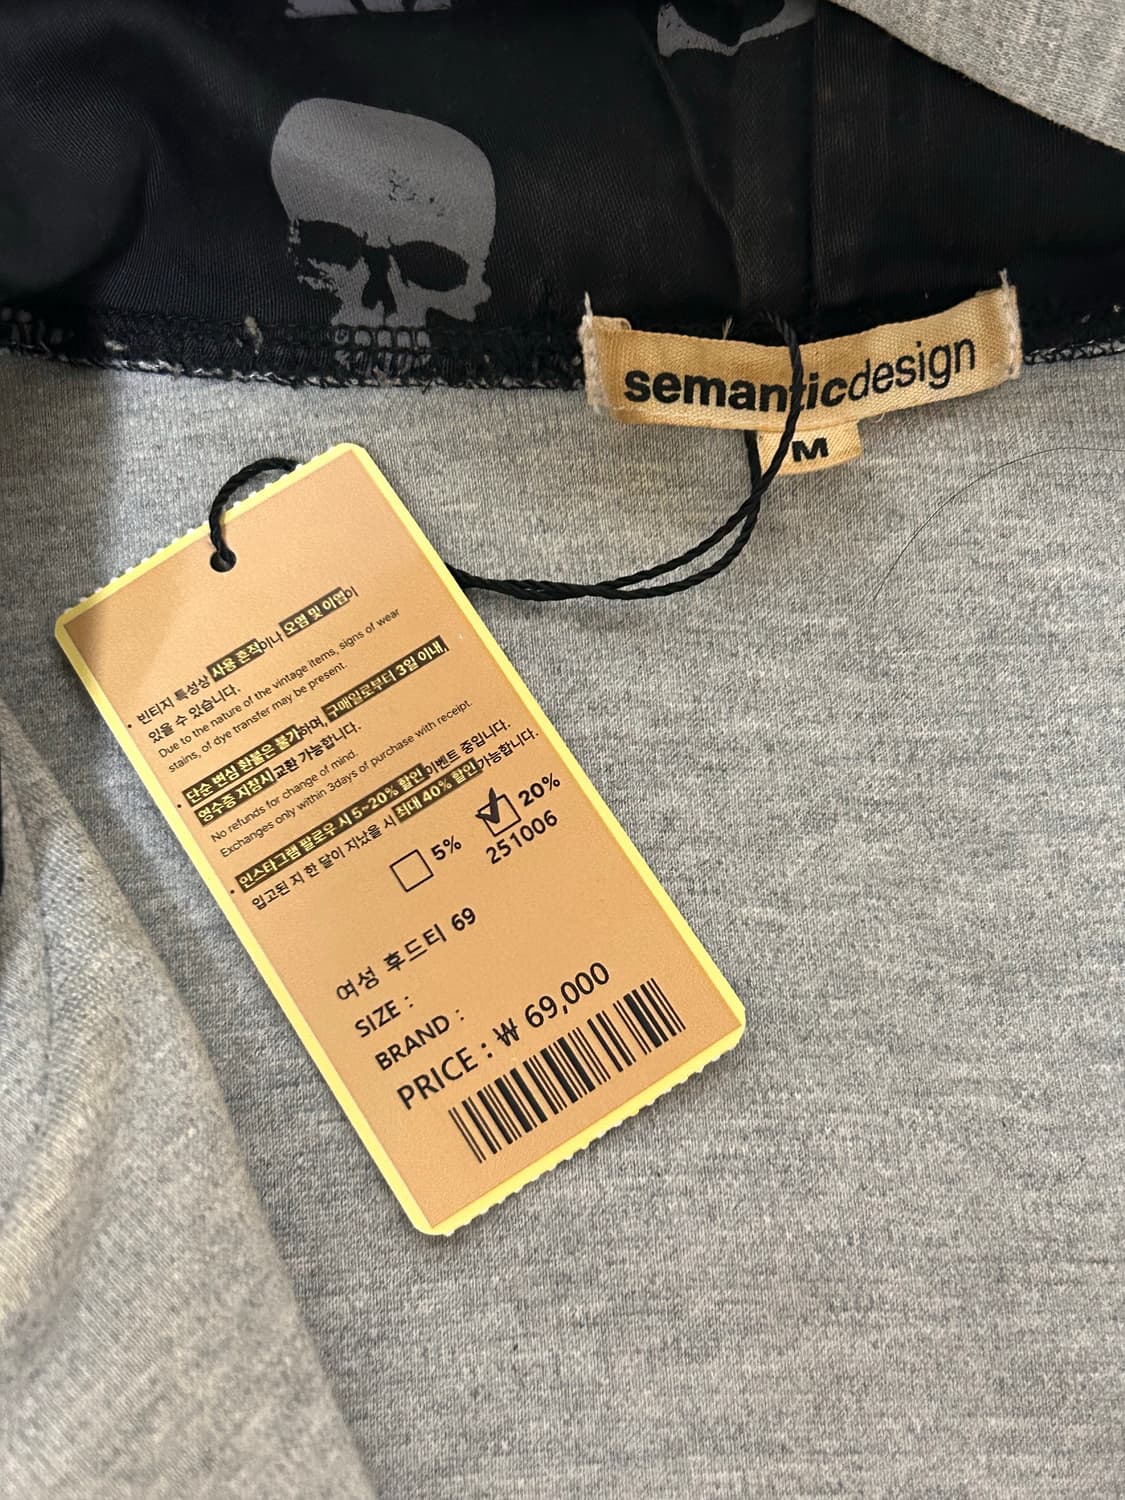 semanticdesign
M
• 빈티지 특성상 사용 흔적이나 오염 및 이염이
있을 수 있습니다.
Due to the nature of the vintage items, signs of wear
stains, of dye transfer may be present.
• 단순 변심 환불은 불가하며, 구매일로부터 3일 이내,
영수증 지참시 교환 가능합니다.
No refunds for change of mind.
Exchanges only within 3days of purchase with receipt.
• 인스타그램 팔로우 시 5~20% 할인 이벤트 중입니다.
입고된 지 한 달이 지났을 시 최대 40% 할인 가능합니다.
5% 20%
251006
여성 후드티 69
SIZE :
BRAND :
PRICE : ₩ 69,000